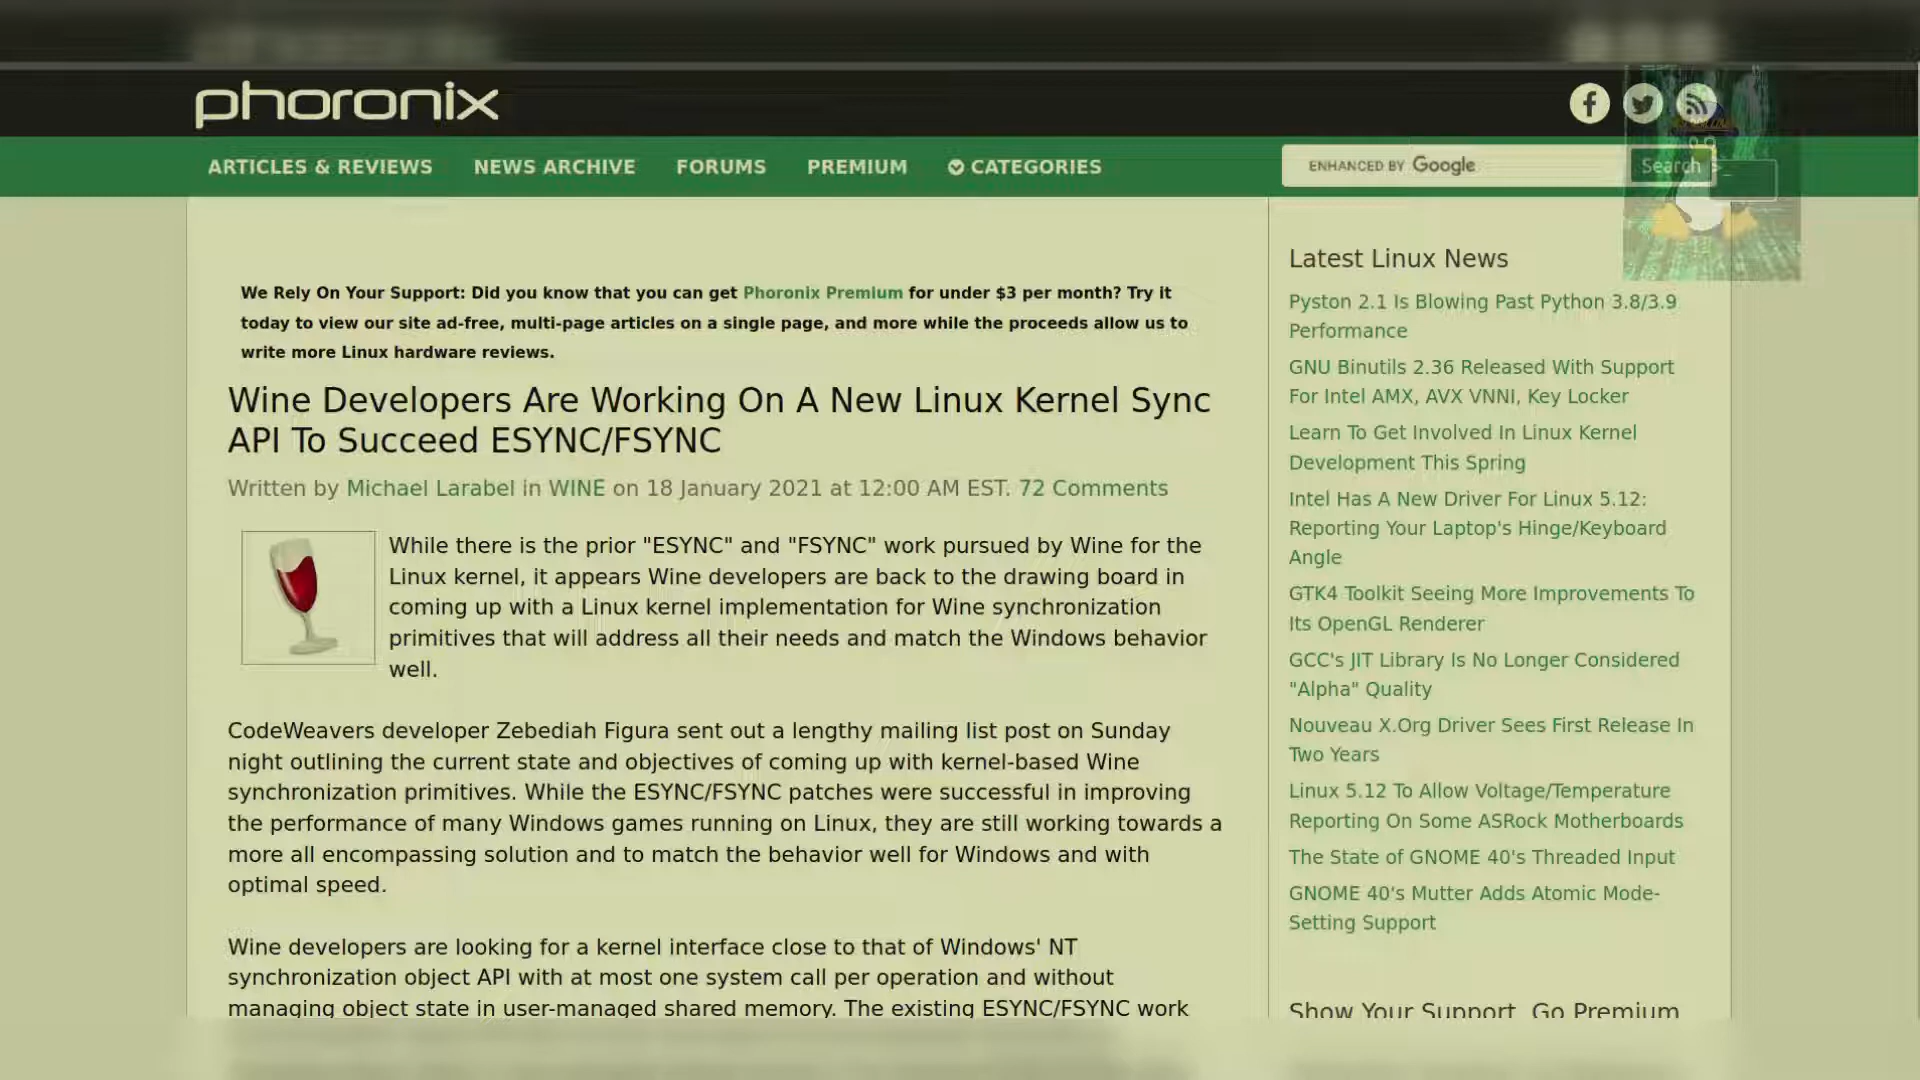 phoronix
ARTICLES & REVIEWS NEWS ARCHIVE FORUMS PREMIUM CATEGORIES
ENHANCED BY Google Search
We Rely On Your Support: Did you know that you can get Phoronix Premium for under $3 per month? Try it
today to view our site ad-free, multi-page articles on a single page, and more while the proceeds allow us to
write more Linux hardware reviews.
Wine Developers Are Working On A New Linux Kernel Sync
API To Succeed ESYNC/FSYNC
Written by Michael Larabel in WINE on 18 January 2021 at 12:00 AM EST. 72 Comments
While there is the prior "ESYNC" and "FSYNC" work pursued by Wine for the
Linux kernel, it appears Wine developers are back to the drawing board in
coming up with a Linux kernel implementation for Wine synchronization
primitives that will address all their needs and match the Windows behavior
well.
CodeWeavers developer Zebediah Figura sent out a lengthy mailing list post on Sunday
night outlining the current state and objectives of coming up with kernel-based Wine
synchronization primitives. While the ESYNC/FSYNC patches were successful in improving
the performance of many Windows games running on Linux, they are still working towards a
more all encompassing solution and to match the behavior well for Windows and with
optimal speed.
Wine developers are looking for a kernel interface close to that of Windows' NT
synchronization object API with at most one system call per operation and without
managing object state in user-managed shared memory. The existing ESYNC/FSYNC work
Latest Linux News
Pyston 2.1 Is Blowing Past Python 3.8/3.9
Performance
GNU Binutils 2.36 Released With Support
For Intel AMX, AVX VNNI, Key Locker
Learn To Get Involved In Linux Kernel
Development This Spring
Intel Has A New Driver For Linux 5.12:
Reporting Your Laptop's Hinge/Keyboard
Angle
GTK4 Toolkit Seeing More Improvements To
Its OpenGL Renderer
GCC's JIT Library Is No Longer Considered
"Alpha" Quality
Nouveau X.Org Driver Sees First Release In
Two Years
Linux 5.12 To Allow Voltage/Temperature
Reporting On Some ASRock Motherboards
The State of GNOME 40's Threaded Input
GNOME 40's Mutter Adds Atomic Mode-
Setting Support
Show Your Support, Go Premium